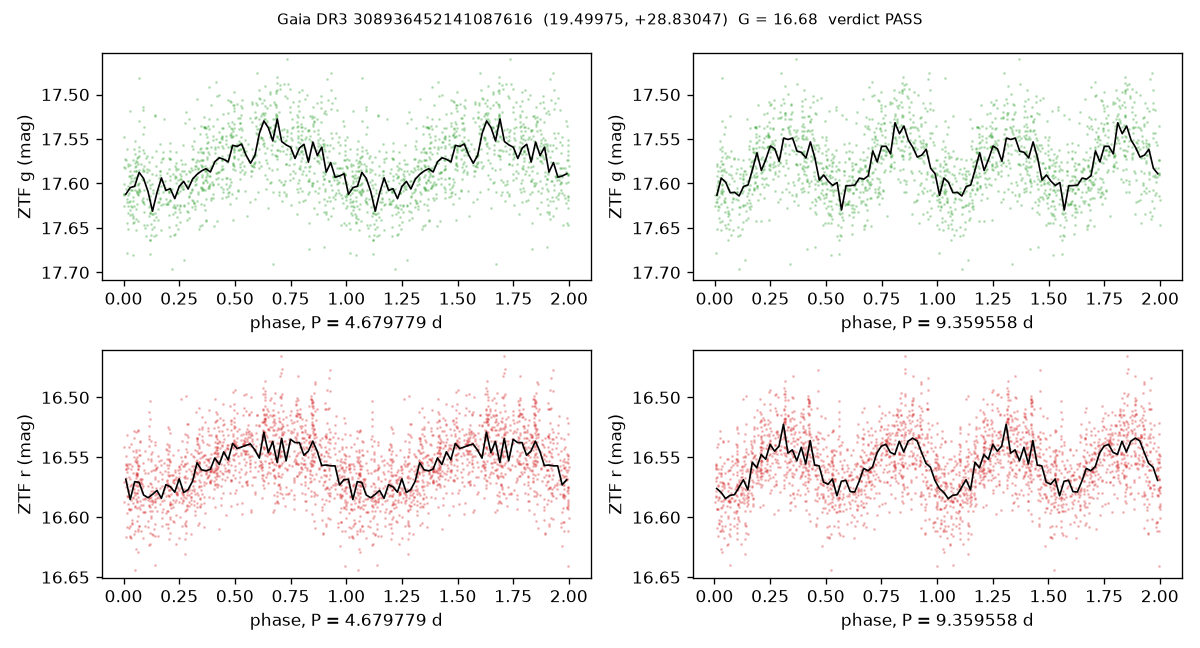 Gaia DR3 308936452141087616 (19.49975, +28.83047) G = 16.68 verdict PASS
ZTF g (mag)
17.50
17.55
17.60
17.65
17.70
0.00 0.25 0.50 0.75 1.00 1.25 1.50 1.75 2.00
phase, P = 4.679779 d
ZTF g (mag)
17.50
17.55
17.60
17.65
17.70
0.00 0.25 0.50 0.75 1.00 1.25 1.50 1.75 2.00
phase, P = 9.359558 d
ZTF r (mag)
16.50
16.55
16.60
16.65
0.00 0.25 0.50 0.75 1.00 1.25 1.50 1.75 2.00
phase, P = 4.679779 d
ZTF r (mag)
16.50
16.55
16.60
16.65
0.00 0.25 0.50 0.75 1.00 1.25 1.50 1.75 2.00
phase, P = 9.359558 d